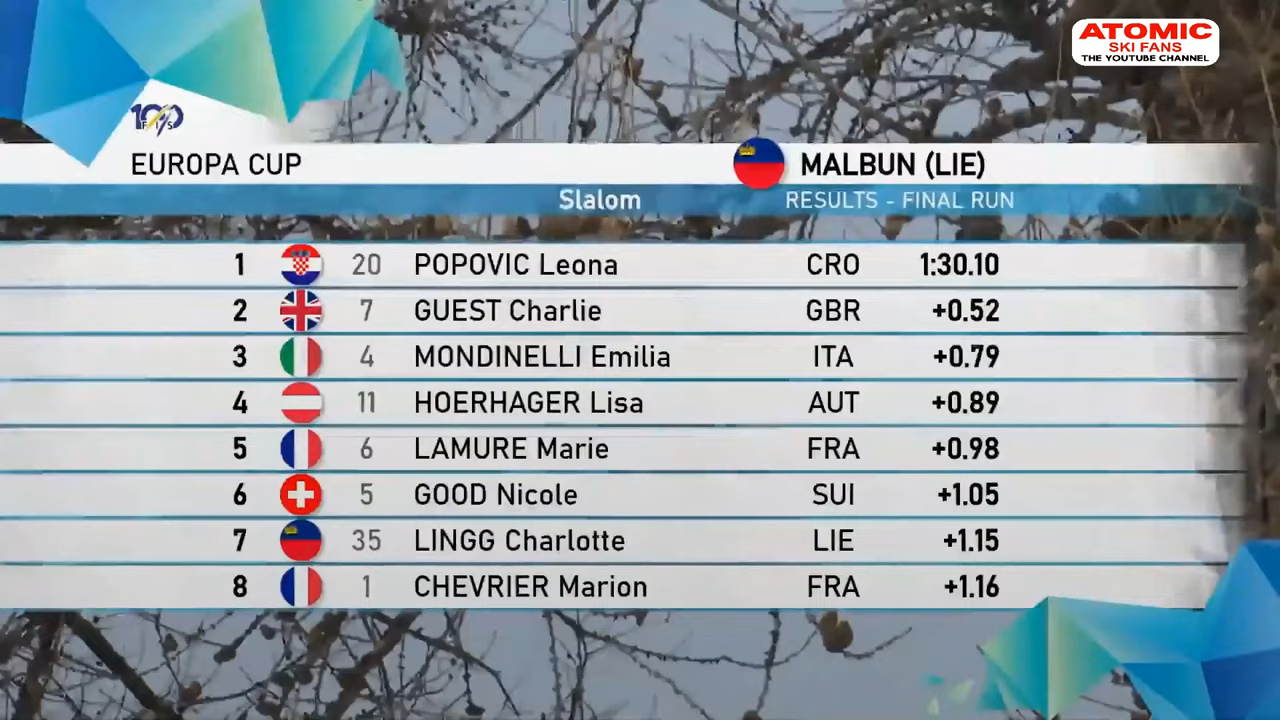 ATOMIC
SKI FANS
THE YOUTUBE CHANNEL
100
FIS
EUROPA CUP MALBUN (LIE)
Slalom RESULTS - FINAL RUN
1 20 POPOVIC Leona CRO 1:30.10
2 7 GUEST Charlie GBR +0.52
3 4 MONDINELLI Emilia ITA +0.79
4 11 HOERHAGER Lisa AUT +0.89
5 6 LAMURE Marie FRA +0.98
6 5 GOOD Nicole SUI +1.05
7 35 LINGG Charlotte LIE +1.15
8 1 CHEVRIER Marion FRA +1.16